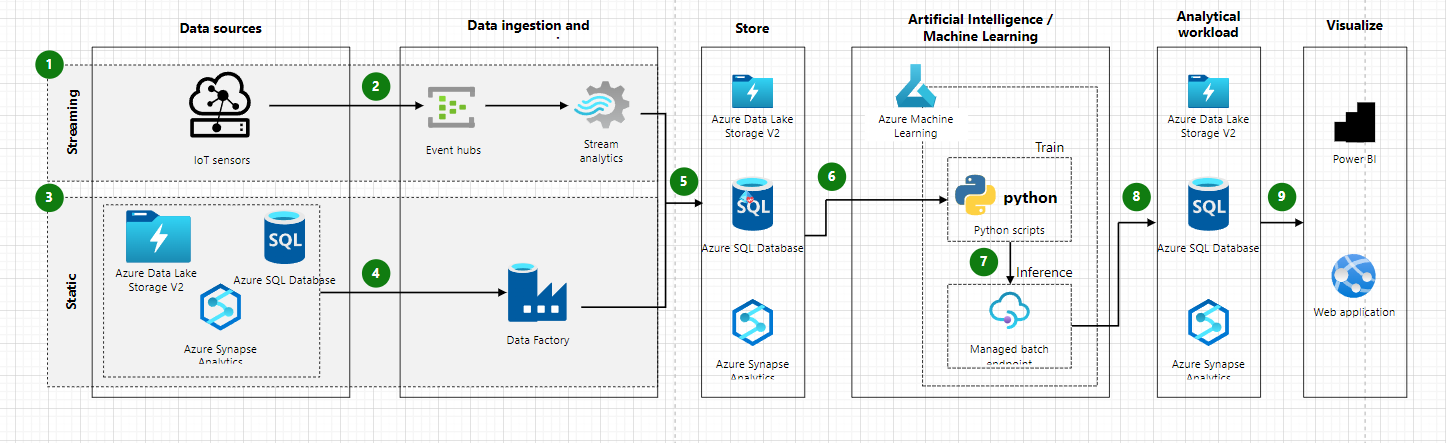 Data sources
Data ingestion and
Store
Artificial Intelligence /
Machine Learning
Analytical
workload
Visualize
1
Streaming
IoT sensors
2
Event hubs
Stream
analytics
3
Static
Azure Data Lake
Storage V2
SQL
Azure SQL Database
Azure Synapse
Analytics
4
Data Factory
5
Azure Data Lake
Storage V2
SQL
Azure SQL Database
Azure Synapse
Analytics
6
Azure Machine
Learning
Train
python
Python scripts
7
Inference
Managed batch
endpoint
8
Azure Data Lake
Storage V2
SQL
Azure SQL Database
Azure Synapse
Analytics
9
Power BI
Web application